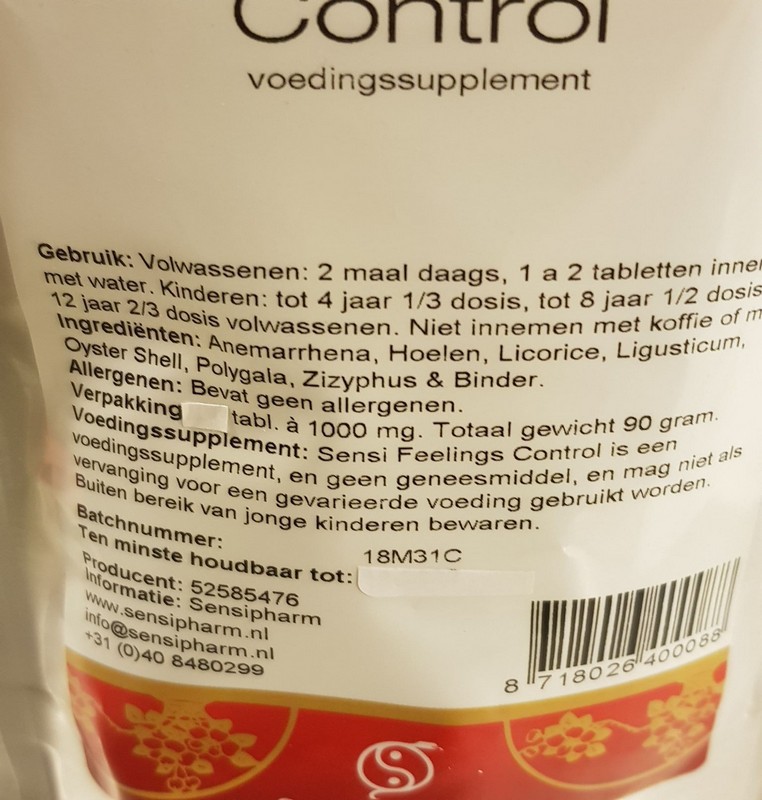 Control
voedingssupplement
Gebruik: Volwassenen: 2 maal daags, 1 a 2 tabletten
met water. Kinderen: tot 4 jaar 1/3 dosis, tot 8 jaar 1/2 dosis
12 jaar 2/3 dosis volwassenen. Niet innemen met koffie of
Ingrediënten: Anemarrhena, Hoelen, Licorice, Ligusticum,
Oyster Shell, Polygala, Zizyphus & Binder.
Allergenen: Bevat geen allergenen.
Verpakking tabl. à 1000 mg. Totaal gewicht 90 gram.
Voedingssupplement: Sensi Feelings Control is een
voedingssupplement, en geen geneesmiddel, en mag niet als
vervanging voor een gevarieerde voeding gebruikt worden.
Buiten bereik van jonge kinderen bewaren.
Batchnummer: 18M31C
Ten minste houdbaar tot:
Producent: 52585476
Informatie: Sensipharm
www.sensipharm.nl
info@sensipharm.nl
+31 (0)40 8480299
8 718026 400088